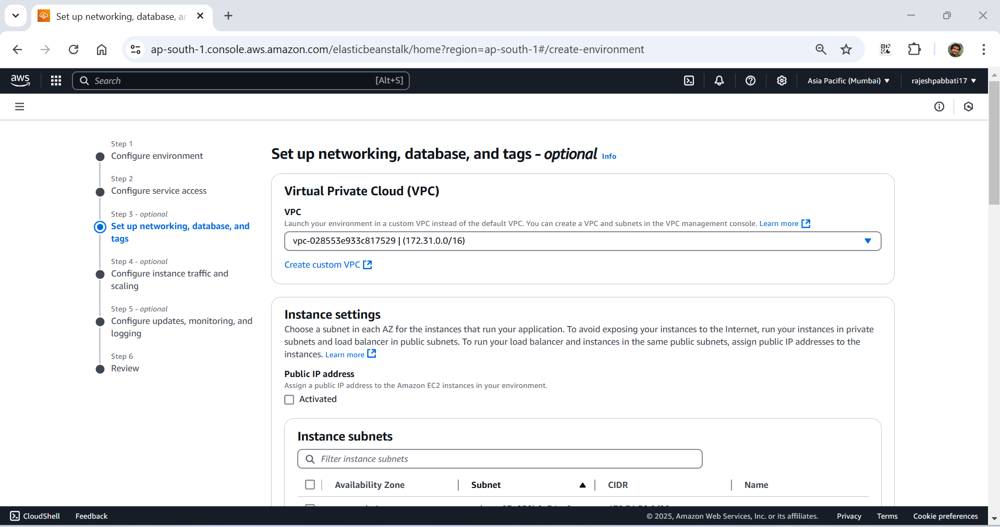 Set up networking, database, an
ap-south-1.console.aws.amazon.com/elasticbeanstalk/home?region=ap-south-1#/create-environment
aws
Search
[Alt+S]
Asia Pacific (Mumbai)
rajeshpabbati17
Step 1
Configure environment
Step 2
Configure service access
Step 3 - optional
Set up networking, database, and
tags
Step 4 - optional
Configure instance traffic and
scaling
Step 5 - optional
Configure updates, monitoring, and
logging
Step 6
Review
Set up networking, database, and tags - optional Info
Virtual Private Cloud (VPC)
VPC
Launch your environment in a custom VPC instead of the default VPC. You can create a VPC and subnets in the VPC management console. Learn more
vpc-028553e933c817529 | (172.31.0.0/16)
Create custom VPC
Instance settings
Choose a subnet in each AZ for the instances that run your application. To avoid exposing your instances to the Internet, run your instances in private
subnets and load balancer in public subnets. To run your load balancer and instances in the same public subnets, assign public IP addresses to the
instances. Learn more
Public IP address
Assign a public IP address to the Amazon EC2 instances in your environment.
Activated
Instance subnets
Filter instance subnets
Availability Zone
Subnet
CIDR
Name
CloudShell
Feedback
© 2025, Amazon Web Services, Inc. or its affiliates.
Privacy
Terms
Cookie preferences